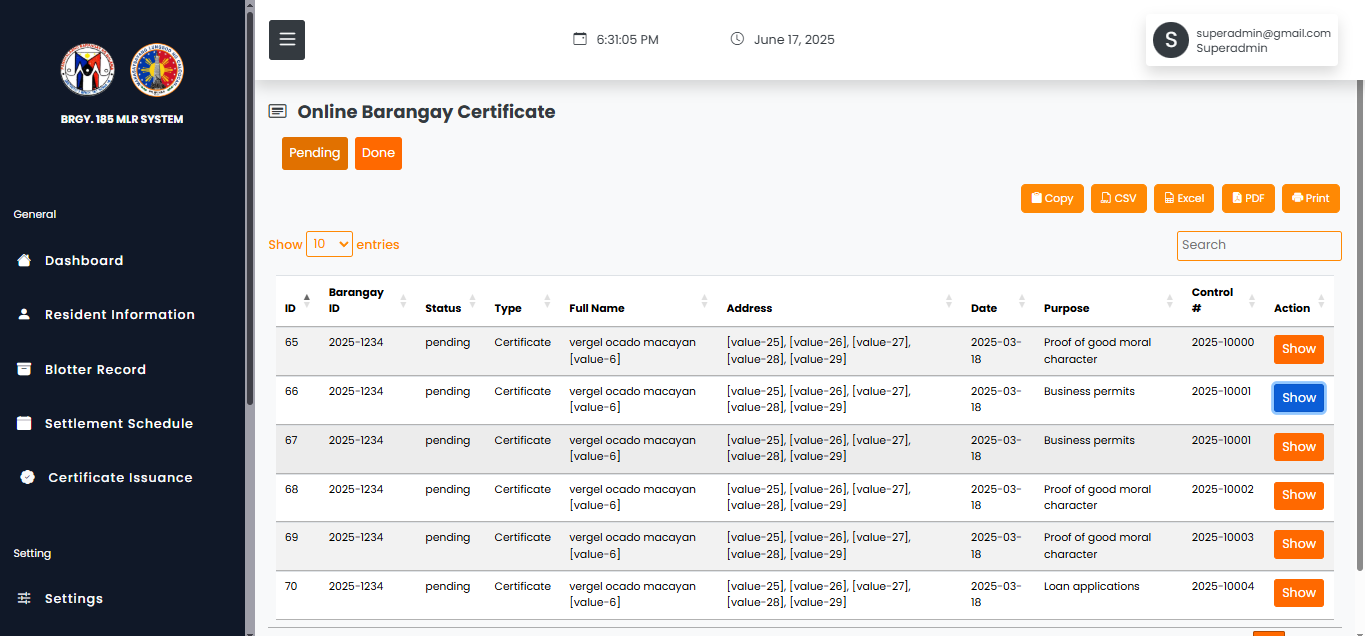 BRGY. 185 MLR SYSTEM
General
Dashboard
Resident Information
Blotter Record
Settlement Schedule
Certificate Issuance
Setting
Settings
6:31:05 PM
June 17, 2025
S
superadmin@gmail.com
Superadmin
Online Barangay Certificate
Pending Done
Copy CSV Excel PDF Print
Show 10 entries
Search
ID Barangay ID Status Type Full Name Address Date Purpose Control # Action
65 2025-1234 pending Certificate vergel ocado macayan [value-6] [value-25], [value-26], [value-27], [value-28], [value-29] 2025-03-18 Proof of good moral character 2025-10000 Show
66 2025-1234 pending Certificate vergel ocado macayan [value-6] [value-25], [value-26], [value-27], [value-28], [value-29] 2025-03-18 Business permits 2025-10001 Show
67 2025-1234 pending Certificate vergel ocado macayan [value-6] [value-25], [value-26], [value-27], [value-28], [value-29] 2025-03-18 Business permits 2025-10001 Show
68 2025-1234 pending Certificate vergel ocado macayan [value-6] [value-25], [value-26], [value-27], [value-28], [value-29] 2025-03-18 Proof of good moral character 2025-10002 Show
69 2025-1234 pending Certificate vergel ocado macayan [value-6] [value-25], [value-26], [value-27], [value-28], [value-29] 2025-03-18 Proof of good moral character 2025-10003 Show
70 2025-1234 pending Certificate vergel ocado macayan [value-6] [value-25], [value-26], [value-27], [value-28], [value-29] 2025-03-18 Loan applications 2025-10004 Show